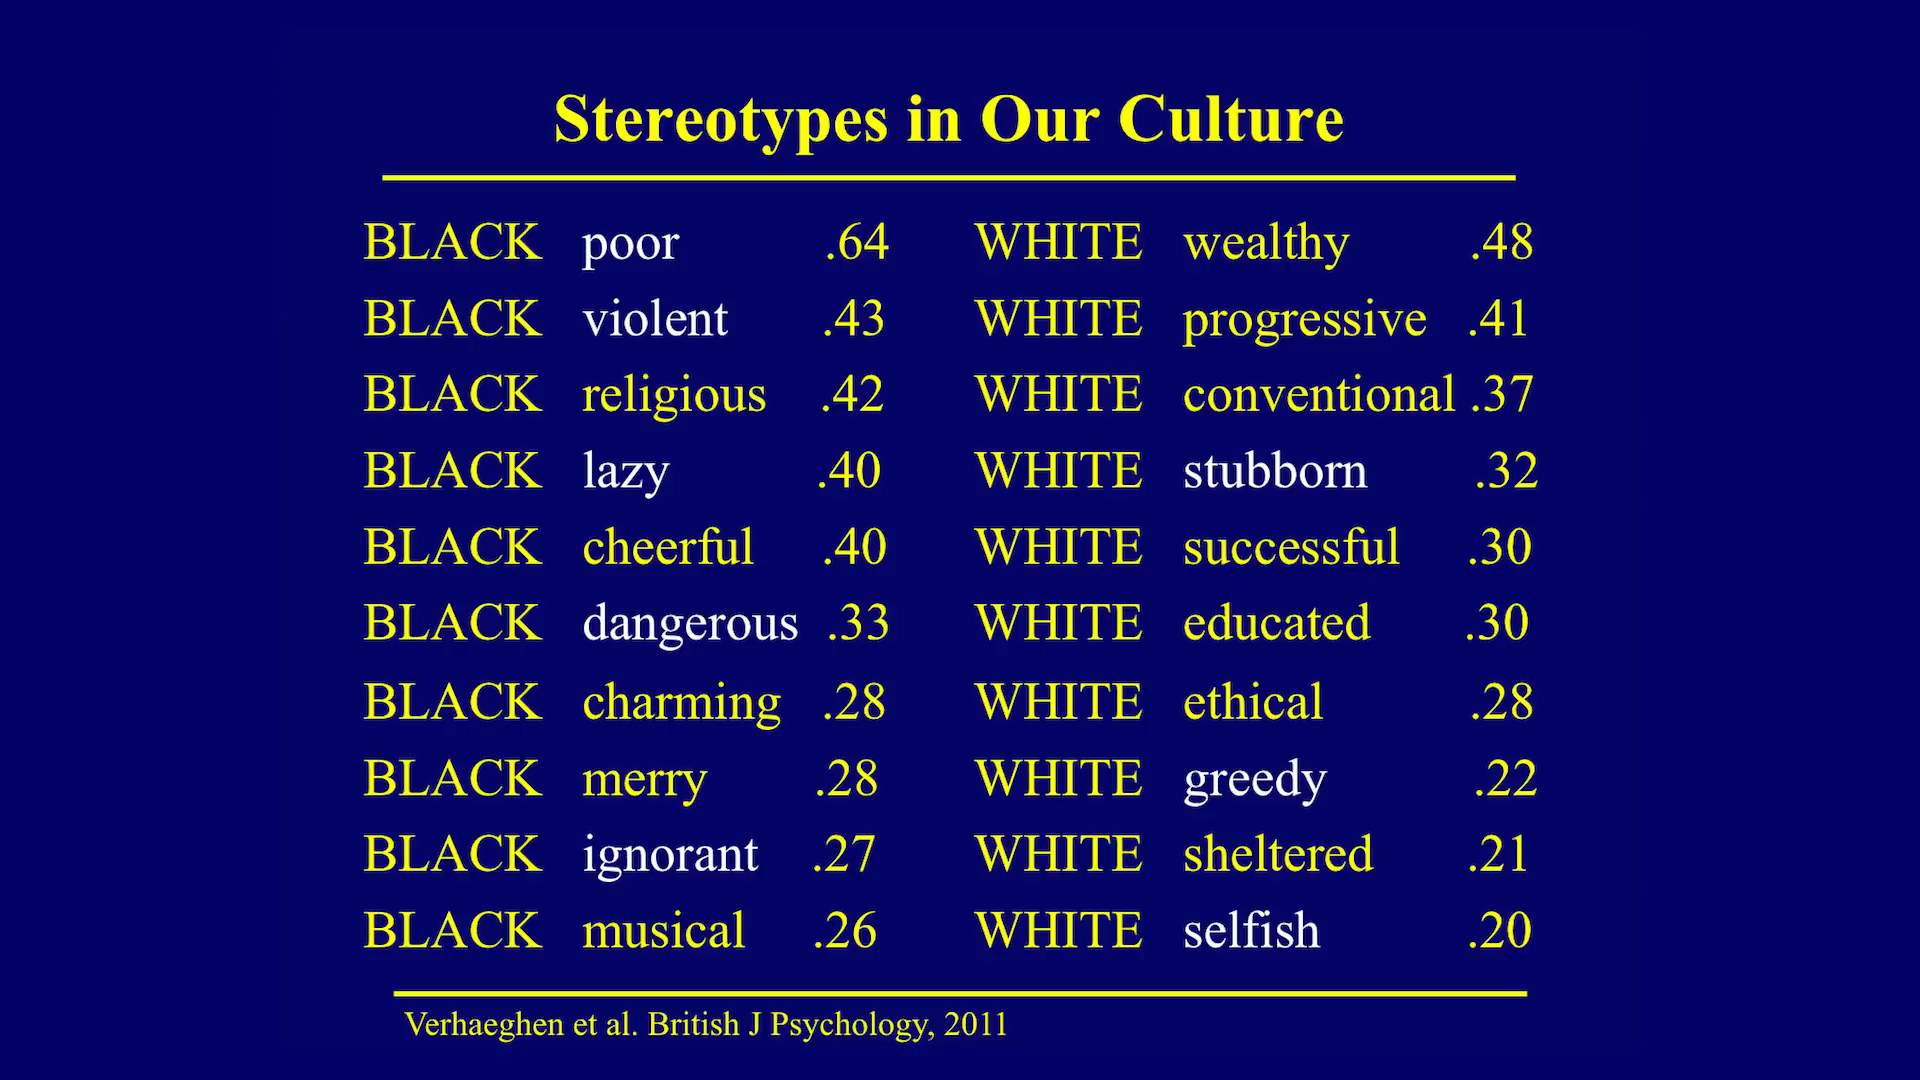 Stereotypes in Our Culture
BLACK poor .64 WHITE wealthy .48
BLACK violent .43 WHITE progressive .41
BLACK religious .42 WHITE conventional .37
BLACK lazy .40 WHITE stubborn .32
BLACK cheerful .40 WHITE successful .30
BLACK dangerous .33 WHITE educated .30
BLACK charming .28 WHITE ethical .28
BLACK merry .28 WHITE greedy .22
BLACK ignorant .27 WHITE sheltered .21
BLACK musical .26 WHITE selfish .20
Verhaeghen et al. British J Psychology, 2011